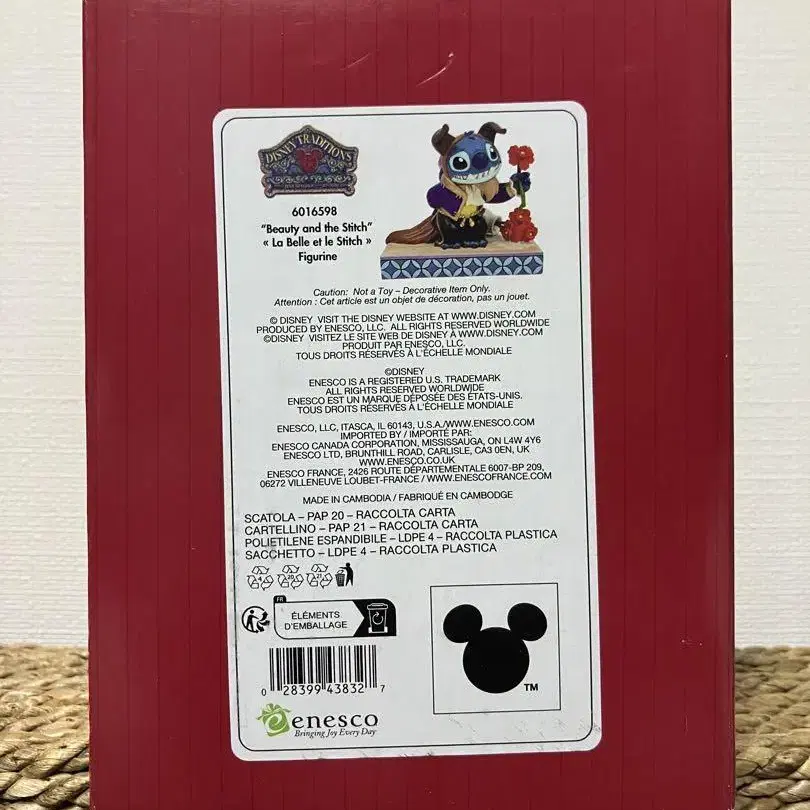 DISNEY TRADITIONS
6016598
"Beauty and the Stitch"
« La Belle et le Stitch »
Figurine
Caution: Not a Toy – Decorative Item Only.
Attention : Cet article est un objet de décoration, pas un jouet.
© DISNEY VISIT THE DISNEY WEBSITE AT WWW.DISNEY.COM
PRODUCED BY ENESCO, LLC. ALL RIGHTS RESERVED WORLDWIDE
©DISNEY VISITEZ LE SITE WEB DE DISNEY À WWW.DISNEY.COM
PRODUIT PAR ENESCO, LLC.
TOUS DROITS RÉSERVÉS À L'ÉCHELLE MONDIALE
©DISNEY
ENESCO IS A REGISTERED U.S. TRADEMARK
ALL RIGHTS RESERVED WORLDWIDE
ENESCO EST UN MARQUE DÉPOSÉE DES ÉTATS-UNIS.
TOUS DROITS RÉSERVÉS À L'ÉCHELLE MONDIALE
ENESCO, LLC, ITASCA, IL 60143, U.S.A./WWW.ENESCO.COM
IMPORTED BY / IMPORTÉ PAR:
ENESCO CANADA CORPORATION, MISSISSAUGA, ON L4W 4Y6
ENESCO LTD, BRUNTHILL ROAD, CARLISLE, CA3 0EN, UK
WWW.ENESCO.CO.UK
ENESCO FRANCE, 2426 ROUTE DÉPARTEMENTALE 6007-BP 209,
06272 VILLENEUVE LOUBET-FRANCE / WWW.ENESCOFRANCE.COM
MADE IN CAMBODIA / FABRIQUÉ EN CAMBODGE
SCATOLA – PAP 20 - RACCOLTA CARTA
CARTELLINO – PAP 21 - RACCOLTA CARTA
POLIETILENE ESPANDIBILE – LDPE 4 – RACCOLTA PLASTICA
SACCHETTO – LDPE 4 – RACCOLTA PLASTICA
4 20 21
FR
ÉLÉMENTS
D'EMBALLAGE
0 28399 43832 7
TM
enesco
Bringing Joy Every Day